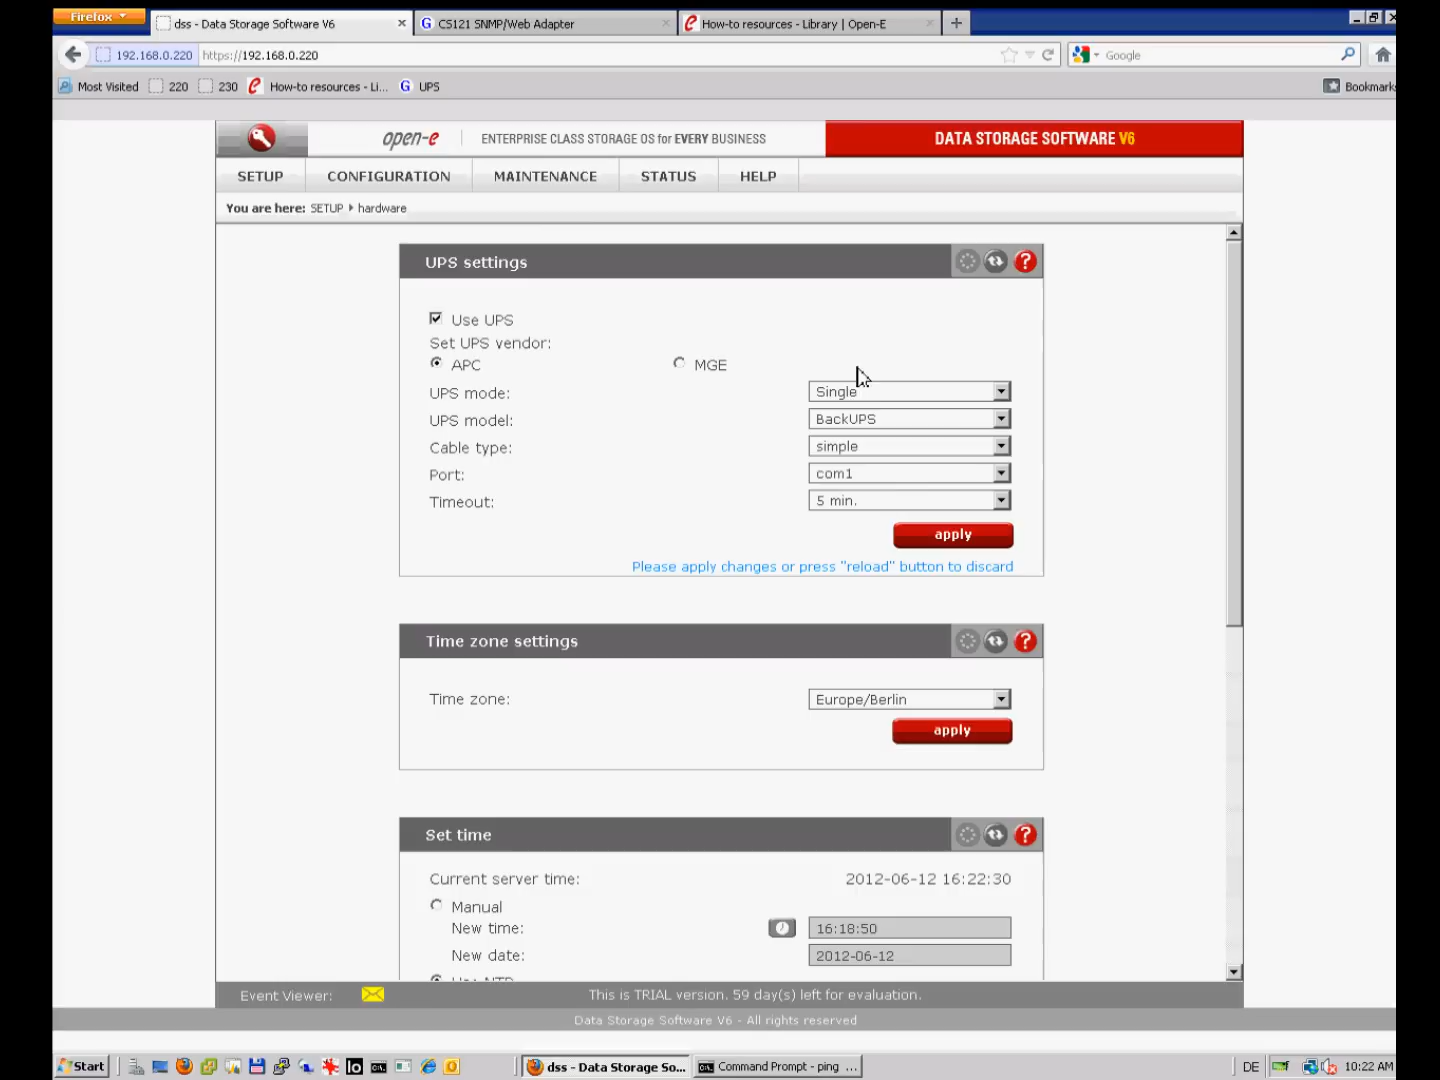 Firefox
dss - Data Storage Software V6
CS121 SNMP/Web Adapter
How-to resources - Library | Open-E
192.168.0.220
https://192.168.0.220
Google
Most Visited
220
230
How-to resources - Li...
UPS
Bookmark
open-e
ENTERPRISE CLASS STORAGE OS for EVERY BUSINESS
DATA STORAGE SOFTWARE V6
SETUP
CONFIGURATION
MAINTENANCE
STATUS
HELP
You are here: SETUP hardware
UPS settings
Use UPS
Set UPS vendor:
APC
MGE
UPS mode:
Single
UPS model:
BackUPS
Cable type:
simple
Port:
com1
Timeout:
5 min.
apply
Please apply changes or press "reload" button to discard
Time zone settings
Time zone:
Europe/Berlin
apply
Set time
Current server time:
2012-06-12 16:22:30
Manual
New time:
16:18:50
New date:
2012-06-12
Event Viewer:
This is TRIAL version. 59 day(s) left for evaluation.
Data Storage Software V6 - All rights reserved
Start
dss - Data Storage So...
Command Prompt - ping ...
DE
10:22 AM